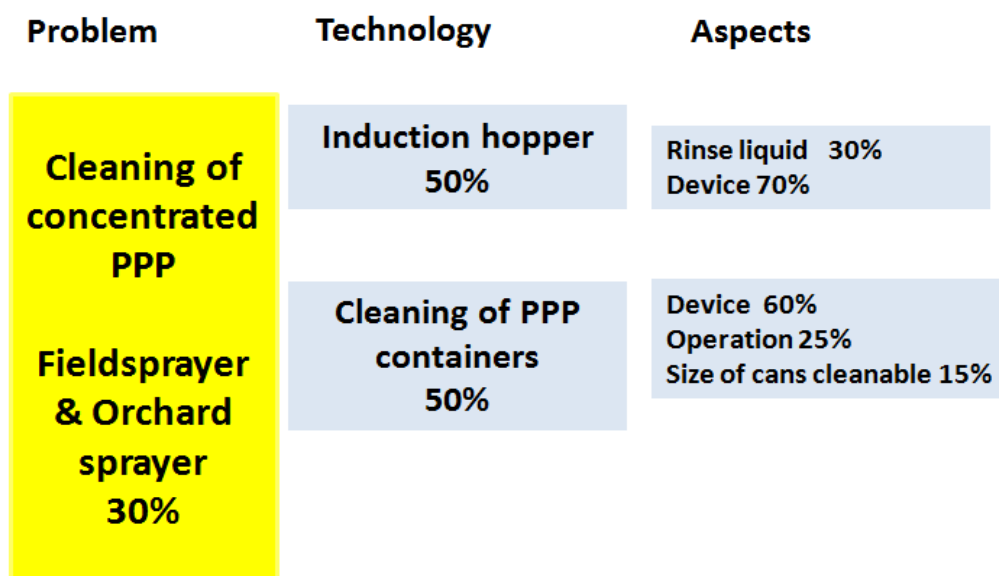 Problem
Technology
Aspects
Cleaning of
concentrated
PPP
Fieldsprayer
& Orchard
sprayer
30%
Induction hopper
50%
Rinse liquid 30%
Device 70%
Cleaning of PPP
containers
50%
Device 60%
Operation 25%
Size of cans cleanable 15%